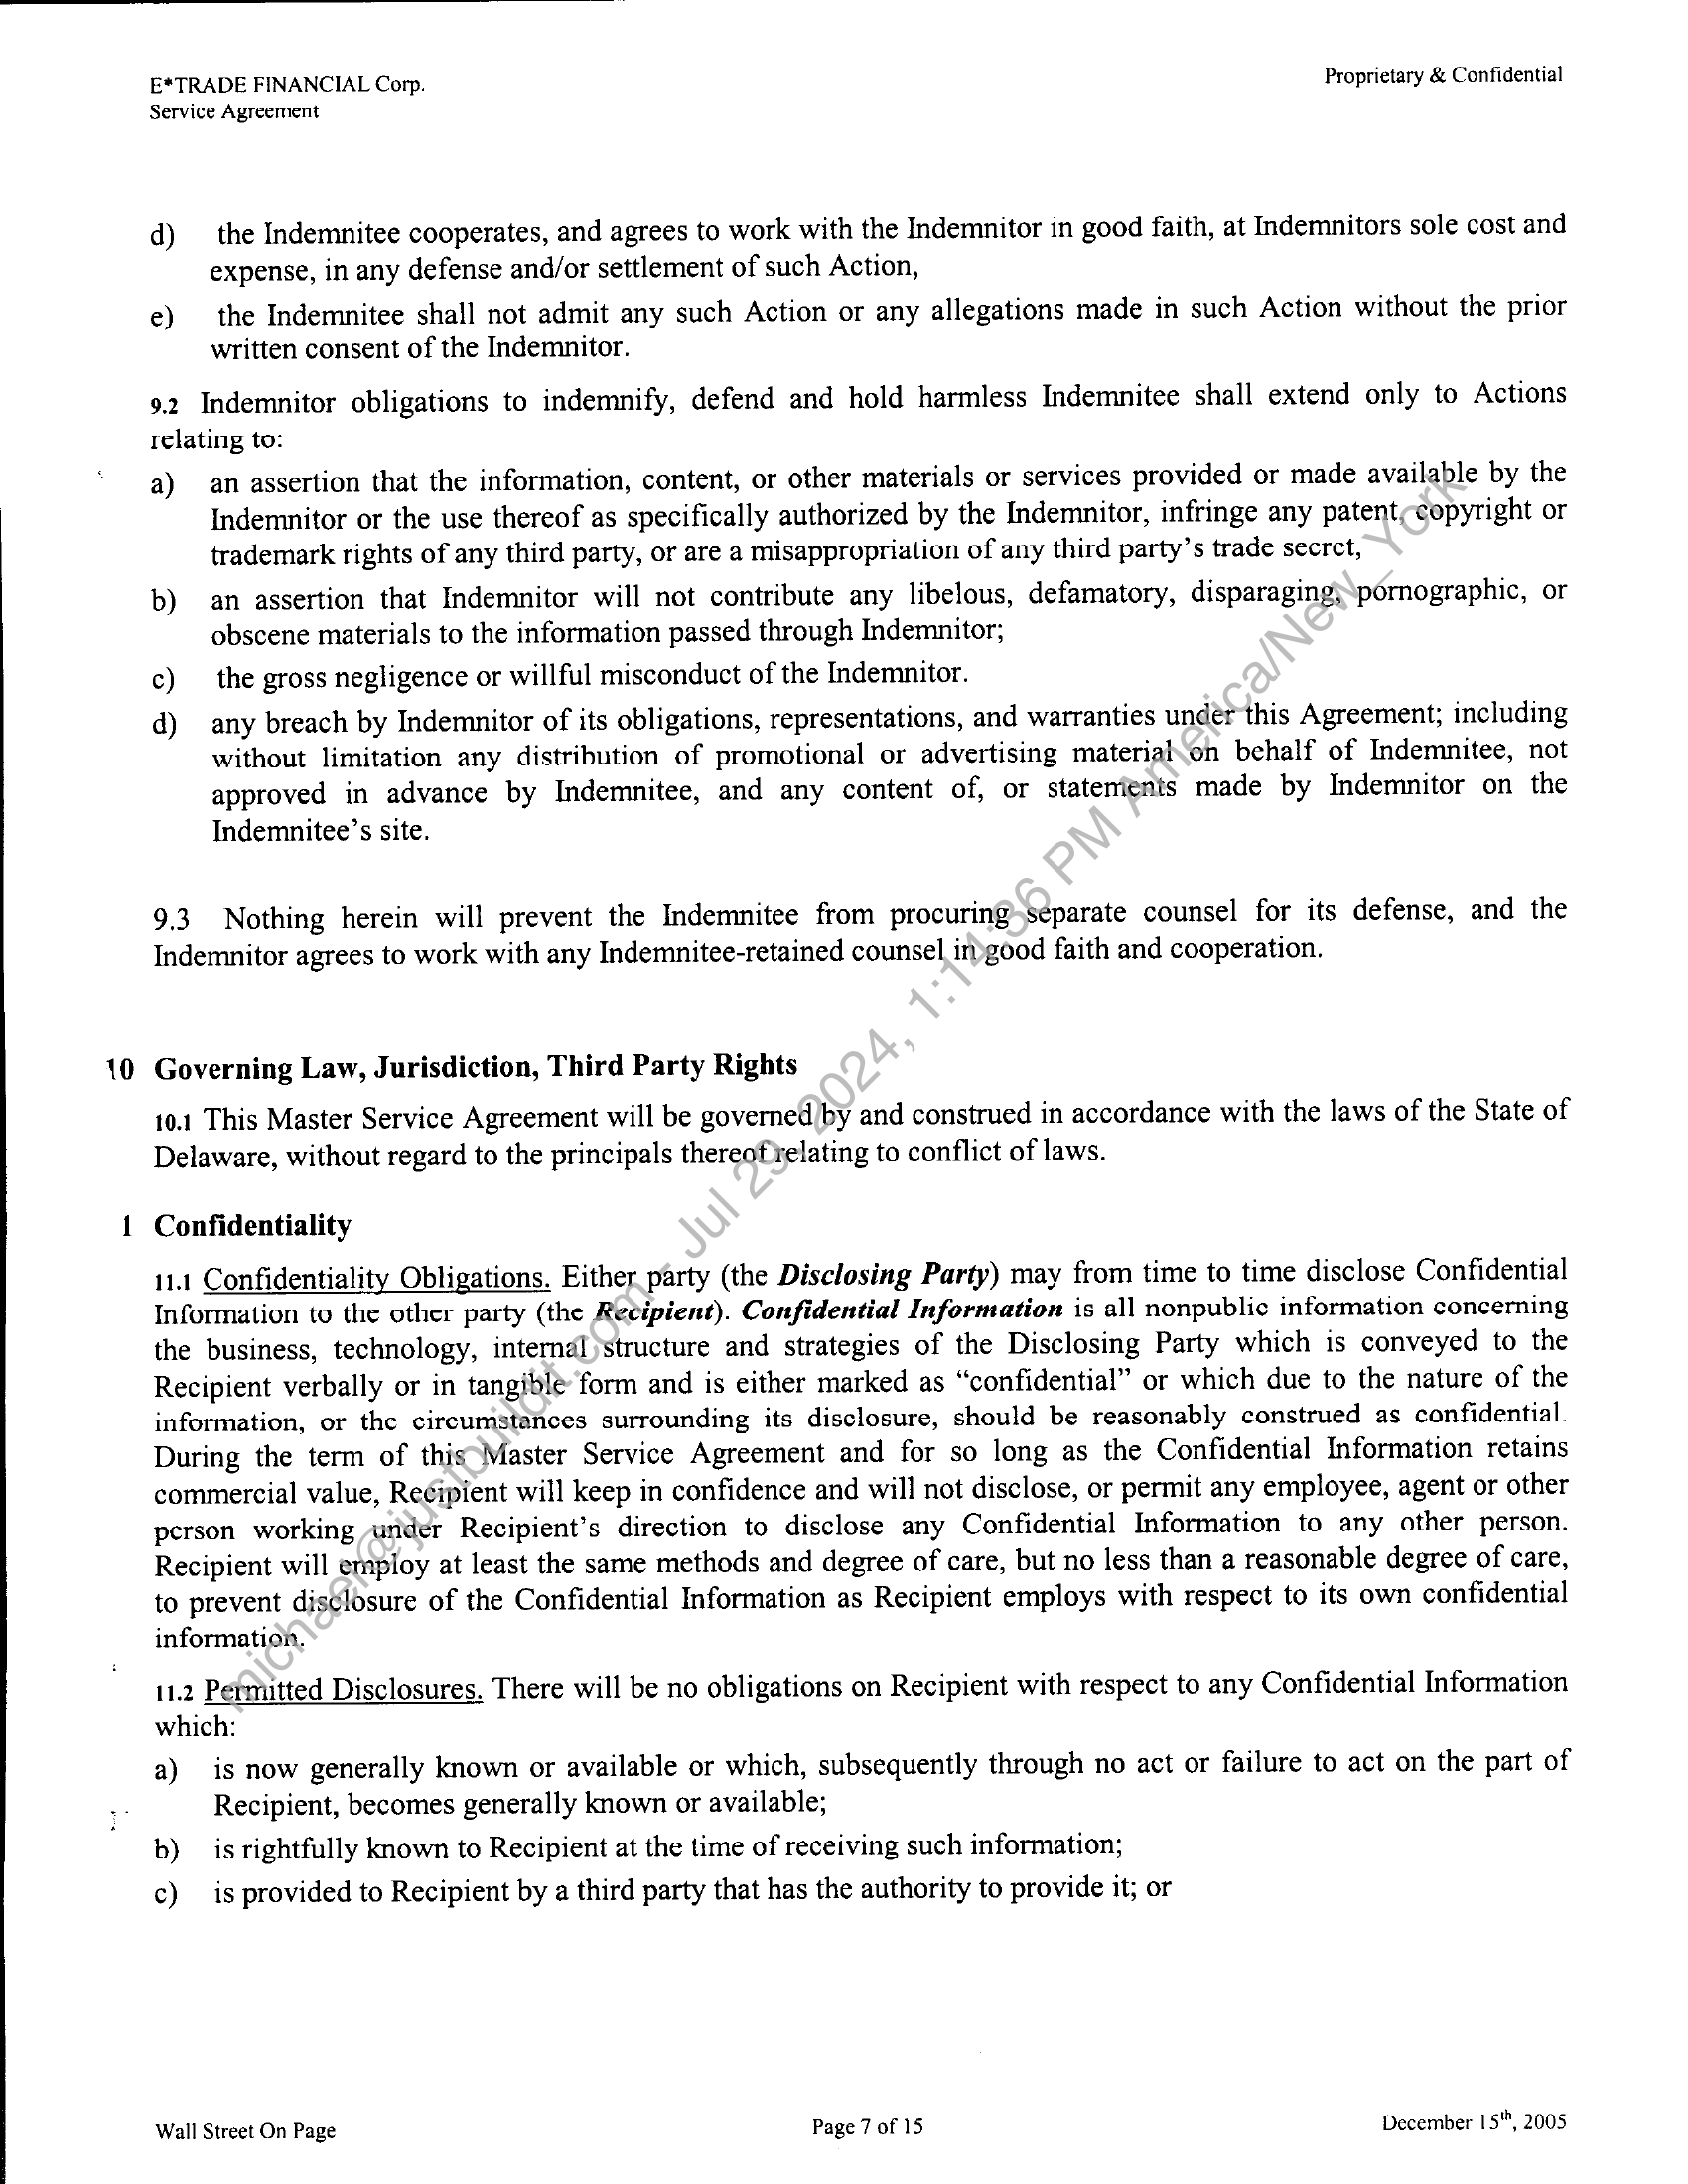 E*TRADE FINANCIAL Corp.
Service Agreement
Proprietary & Confidential
d) the Indemnitee cooperates, and agrees to work with the Indemnitor in good faith, at Indemnitors sole cost and
expense, in any defense and/or settlement of such Action,
e) the Indemnitee shall not admit any such Action or any allegations made in such Action without the prior
written consent of the Indemnitor.
9.2 Indemnitor obligations to indemnify, defend and hold harmless Indemnitee shall extend only to Actions
relating to:
a) an assertion that the information, content, or other materials or services provided or made available by the
Indemnitor or the use thereof as specifically authorized by the Indemnitor, infringe any patent, copyright or
trademark rights of any third party, or are a misappropriation of any third party's trade secret,
b) an assertion that Indemnitor will not contribute any libelous, defamatory, disparaging, pornographic, or
obscene materials to the information passed through Indemnitor;
c) the gross negligence or willful misconduct of the Indemnitor.
d) any breach by Indemnitor of its obligations, representations, and warranties under this Agreement; including
without limitation any distribution of promotional or advertising material on behalf of Indemnitee, not
approved in advance by Indemnitee, and any content of, or statements made by Indemnitor on the
Indemnitee's site.
9.3 Nothing herein will prevent the Indemnitee from procuring separate counsel for its defense, and the
Indemnitor agrees to work with any Indemnitee-retained counsel in good faith and cooperation.
10 Governing Law, Jurisdiction, Third Party Rights
10.1 This Master Service Agreement will be governed by and construed in accordance with the laws of the State of
Delaware, without regard to the principals thereof relating to conflict of laws.
1 Confidentiality
11.1 Confidentiality Obligations. Either party (the Disclosing Party) may from time to time disclose Confidential
Information to the other party (the Recipient). Confidential Information is all nonpublic information concerning
the business, technology, internal structure and strategies of the Disclosing Party which is conveyed to the
Recipient verbally or in tangible form and is either marked as “confidential” or which due to the nature of the
information, or the circumstances surrounding its disclosure, should be reasonably construed as confidential.
During the term of this Master Service Agreement and for so long as the Confidential Information retains
commercial value, Recipient will keep in confidence and will not disclose, or permit any employee, agent or other
person working under Recipient's direction to disclose any Confidential Information to any other person.
Recipient will employ at least the same methods and degree of care, but no less than a reasonable degree of care,
to prevent disclosure of the Confidential Information as Recipient employs with respect to its own confidential
information.
11.2 Permitted Disclosures. There will be no obligations on Recipient with respect to any Confidential Information
which:
a) is now generally known or available or which, subsequently through no act or failure to act on the part of
Recipient, becomes generally known or available;
b) is rightfully known to Recipient at the time of receiving such information;
c) is provided to Recipient by a third party that has the authority to provide it; or
Wall Street On Page
Page 7 of 15
December 15th, 2005
michael@justbuildit.com - Jul 29, 2024, 1:14:36 PM America/New_York